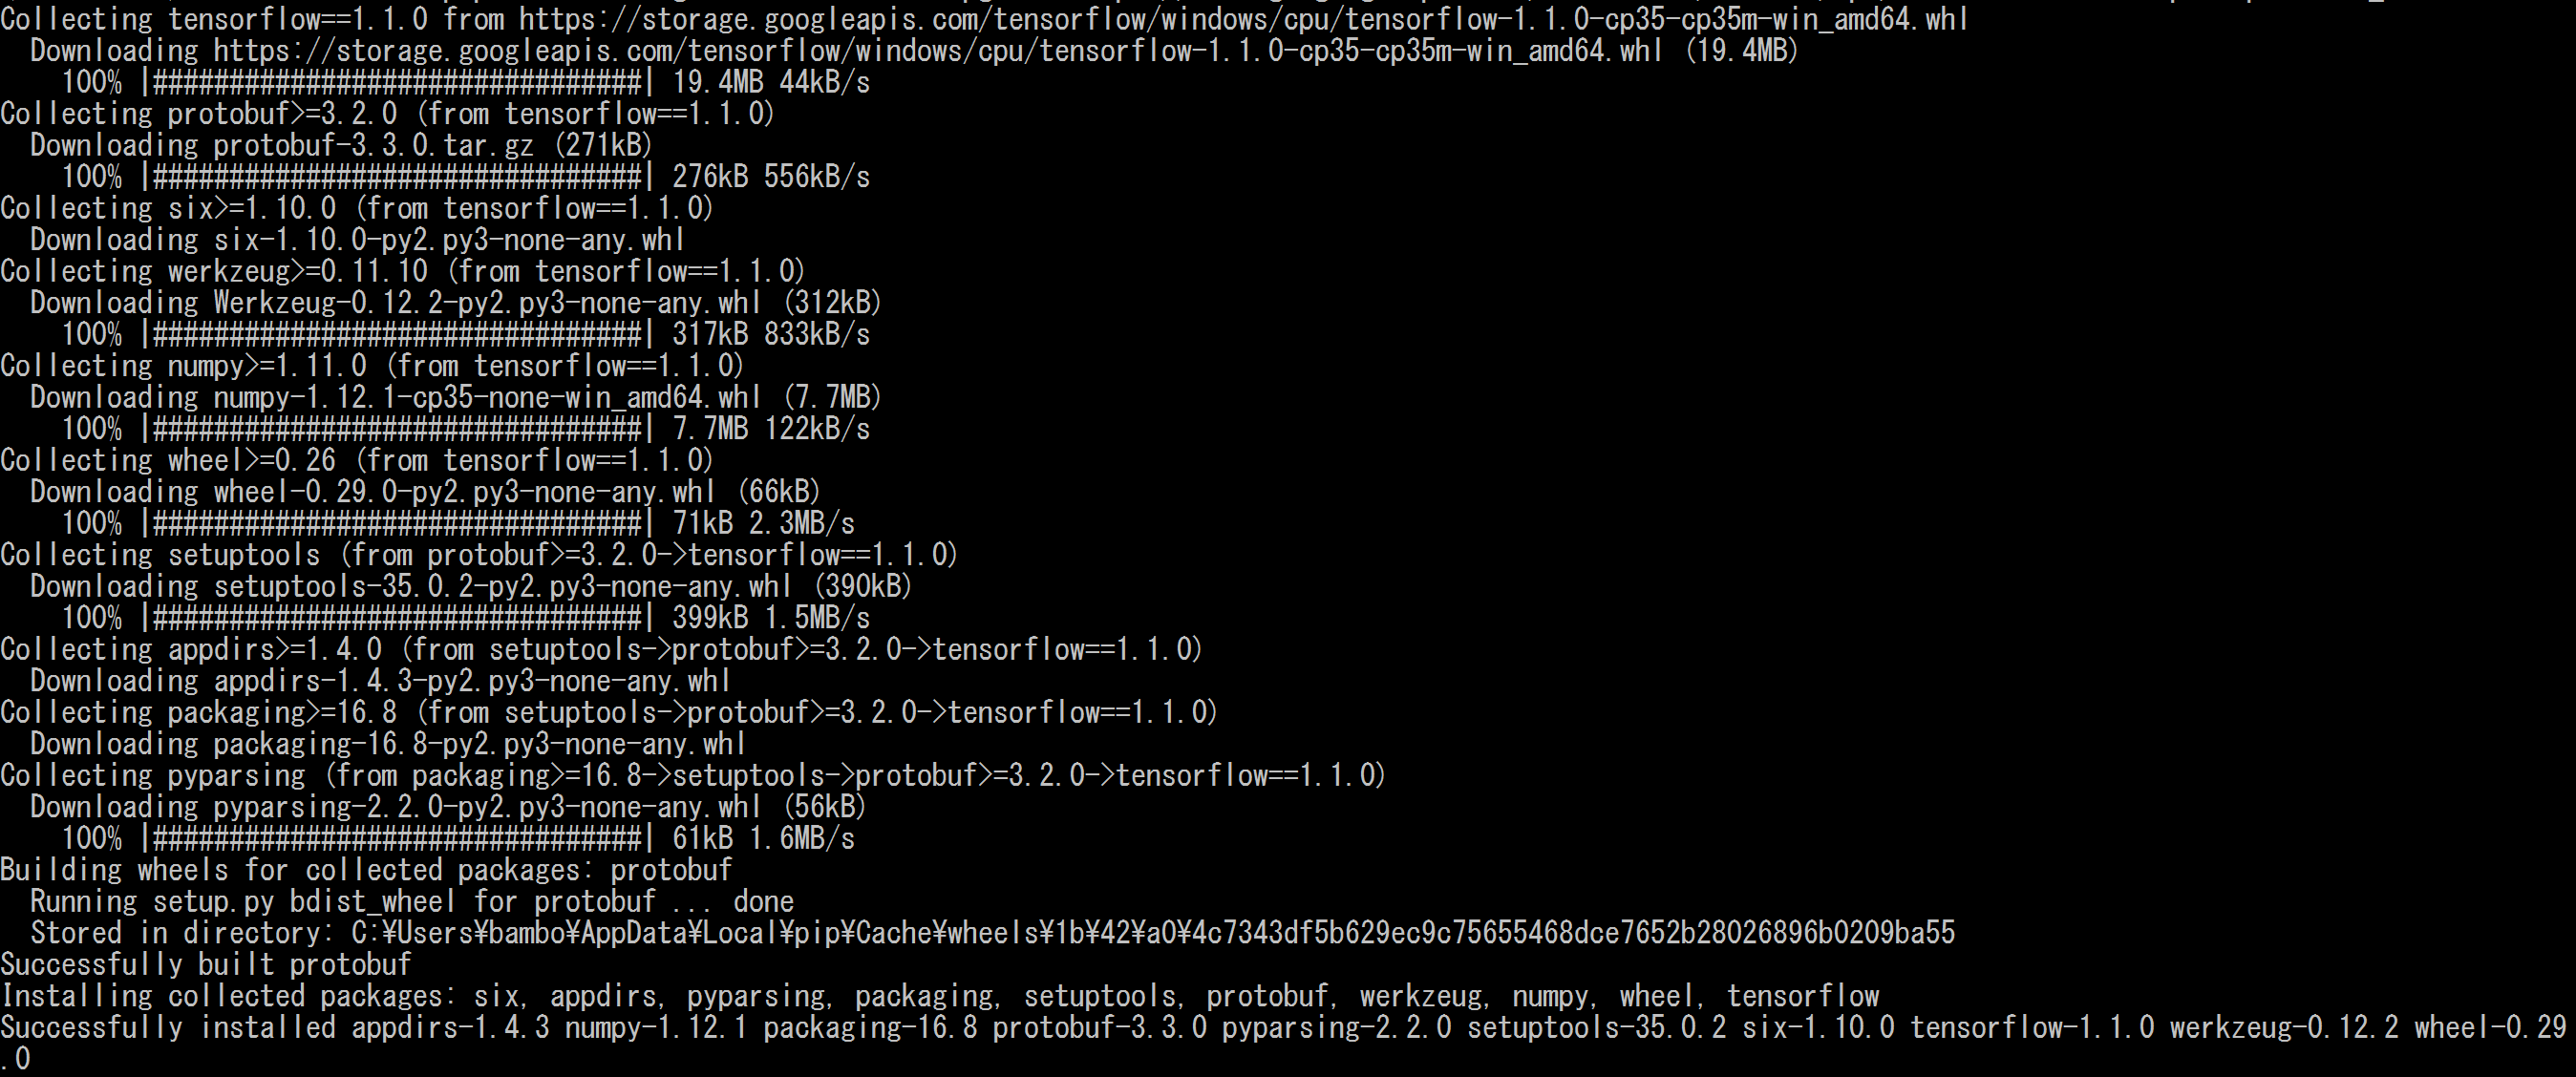 Collecting tensorflow==1.1.0 from https://storage.googleapis.com/tensorflow/windows/cpu/tensorflow-1.1.0-cp35-cp35m-win_amd64.whl
  Downloading https://storage.googleapis.com/tensorflow/windows/cpu/tensorflow-1.1.0-cp35-cp35m-win_amd64.whl (19.4MB)
    100% |################################| 19.4MB 44kB/s
Collecting protobuf>=3.2.0 (from tensorflow==1.1.0)
  Downloading protobuf-3.3.0.tar.gz (271kB)
    100% |################################| 276kB 556kB/s
Collecting six>=1.10.0 (from tensorflow==1.1.0)
  Downloading six-1.10.0-py2.py3-none-any.whl
Collecting werkzeug>=0.11.10 (from tensorflow==1.1.0)
  Downloading Werkzeug-0.12.2-py2.py3-none-any.whl (312kB)
    100% |################################| 317kB 833kB/s
Collecting numpy>=1.11.0 (from tensorflow==1.1.0)
  Downloading numpy-1.12.1-cp35-none-win_amd64.whl (7.7MB)
    100% |################################| 7.7MB 122kB/s
Collecting wheel>=0.26 (from tensorflow==1.1.0)
  Downloading wheel-0.29.0-py2.py3-none-any.whl (66kB)
    100% |################################| 71kB 2.3MB/s
Collecting setuptools (from protobuf>=3.2.0->tensorflow==1.1.0)
  Downloading setuptools-35.0.2-py2.py3-none-any.whl (390kB)
    100% |################################| 399kB 1.5MB/s
Collecting appdirs>=1.4.0 (from setuptools->protobuf>=3.2.0->tensorflow==1.1.0)
  Downloading appdirs-1.4.3-py2.py3-none-any.whl
Collecting packaging>=16.8 (from setuptools->protobuf>=3.2.0->tensorflow==1.1.0)
  Downloading packaging-16.8-py2.py3-none-any.whl
Collecting pyparsing (from packaging>=16.8->setuptools->protobuf>=3.2.0->tensorflow==1.1.0)
  Downloading pyparsing-2.2.0-py2.py3-none-any.whl (56kB)
    100% |################################| 61kB 1.6MB/s
Building wheels for collected packages: protobuf
  Running setup.py bdist_wheel for protobuf ... done
  Stored in directory: C:¥Users¥bambo¥AppData¥Local¥pip¥Cache¥wheels¥1b¥42¥a0¥4c7343df5b629ec9c75655468dce7652b28026896b0209ba55
Successfully built protobuf
Installing collected packages: six, appdirs, pyparsing, packaging, setuptools, protobuf, werkzeug, numpy, wheel, tensorflow
Successfully installed appdirs-1.4.3 numpy-1.12.1 packaging-16.8 protobuf-3.3.0 pyparsing-2.2.0 setuptools-35.0.2 six-1.10.0 tensorflow-1.1.0 werkzeug-0.12.2 wheel-0.29
.0